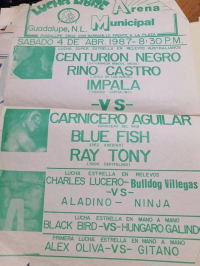 LUCHA LIBRE Arena
Guadalupe, N.L. Municipal
SABADO 4 DE ABR 1987-8:30 P.M.
CENTURION NEGRO
RINO CASTRO
IMPALA
-VS-
CARNICERO AGUILAR
BLUE FISH
RAY TONY
LUCHA ESTRELLA EN RELEVOS
CHARLES LUCERO-Bulldog Villegas
-VS-
ALADINO - NINJA
LUCHA ESTRELLA EN MANO A MANO
BLACK BIRD-VS-HUNGARO GALINDO
PRIMERA LUCHA ESTRELLA EN MANO A MANO
ALEX OLIVA-VS-GITANO